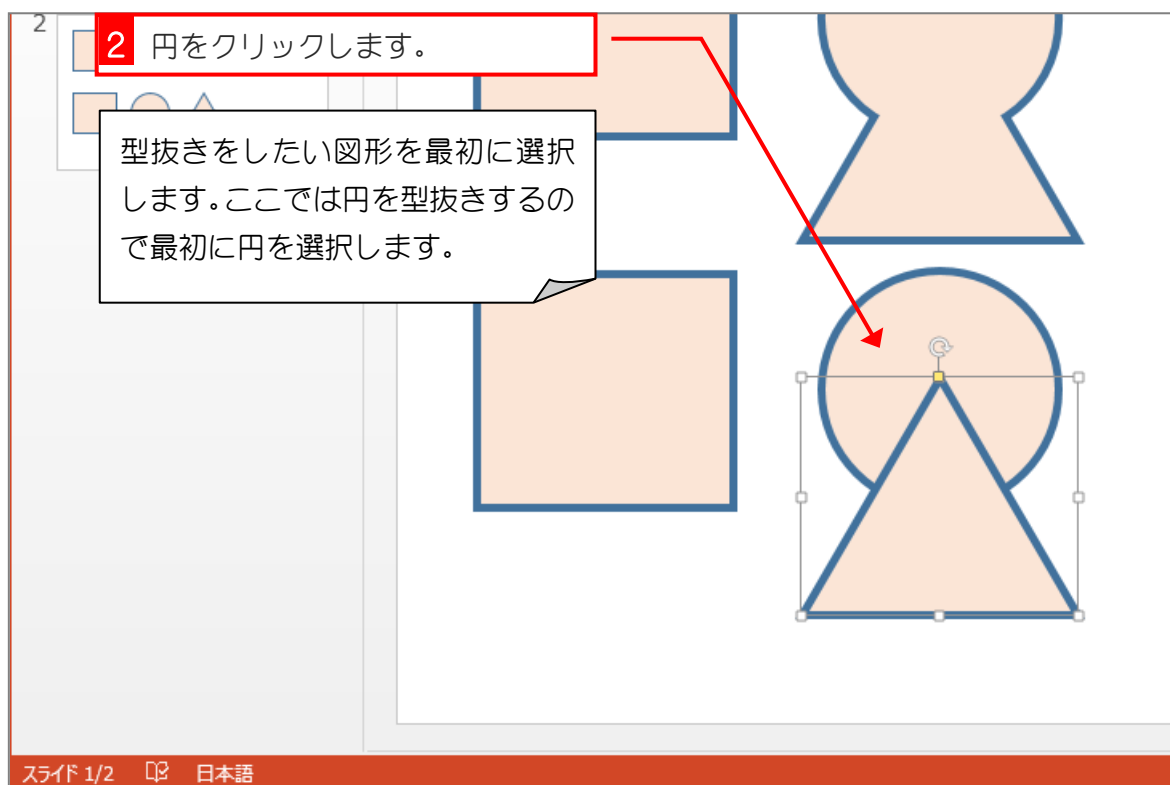 2
2 円をクリックします。
型抜きをしたい図形を最初に選択
します。ここでは円を型抜きするの
で最初に円を選択します。
スライド 1/2 日本語